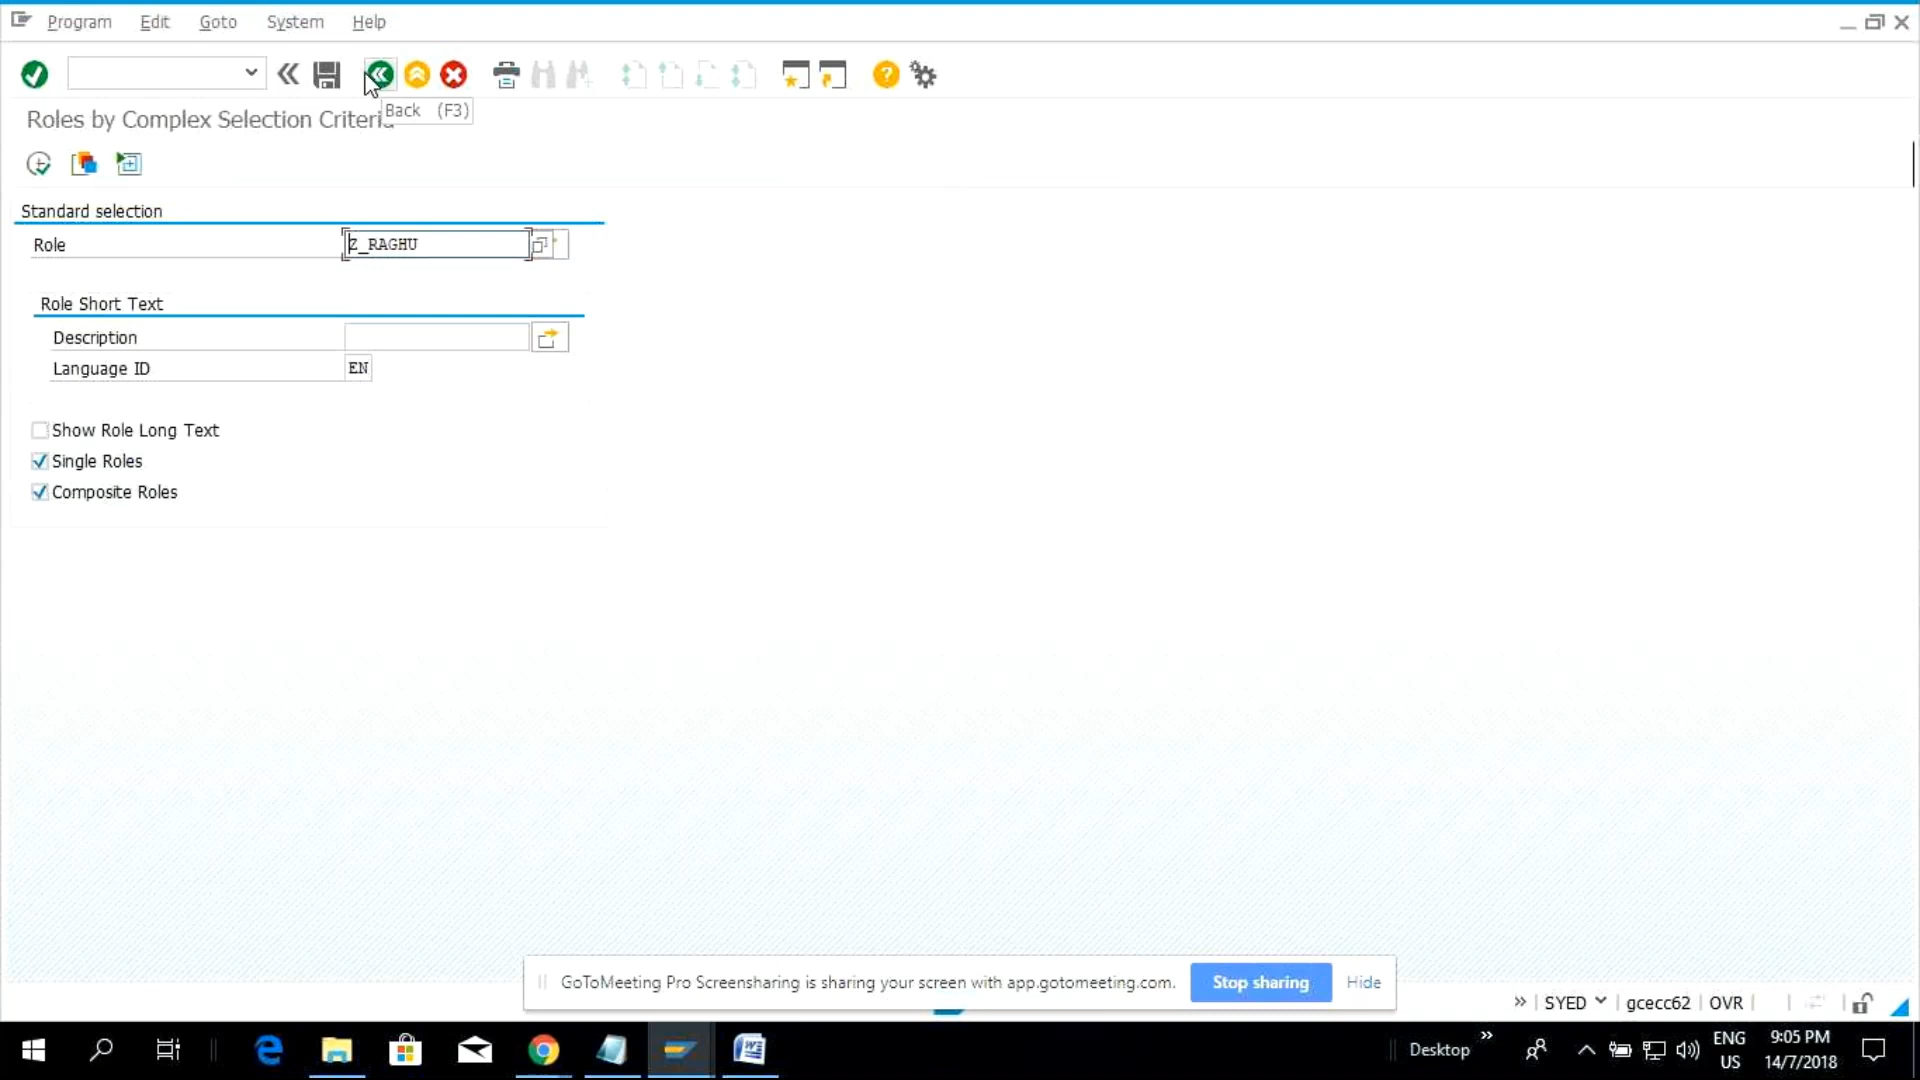 Program Edit Goto System Help
Back (F3)
Roles by Complex Selection Criteria
Standard selection
Role Z_RAGHU
Role Short Text
Description
Language ID EN
Show Role Long Text
Single Roles
Composite Roles
GoToMeeting Pro Screensharing is sharing your screen with app.gotomeeting.com. Stop sharing Hide
SYED gcecc62 OVR
Desktop ENG 9:05 PM
US 14/7/2018